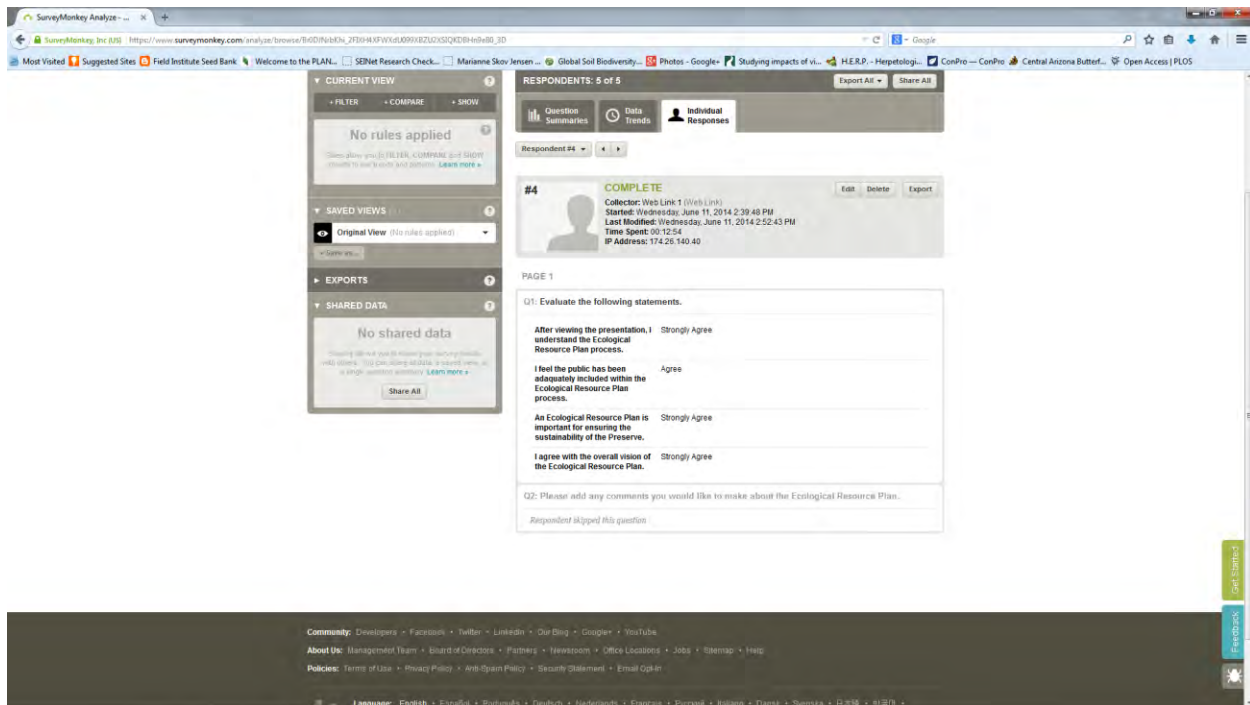 SurveyMonkey Analyze - ...
SurveyMonkey, Inc (US)
Google
Most Visited Suggested Sites Field Institute Seed Bank Welcome to the PLAN... SEINet Research Check... Marianne Skov Jensen ... Global Soil Biodiversity... Photos - Google+ Studying impacts of vi... H.E.R.P. - Herpetologi... ConPro — ConPro Central Arizona Butterf... Open Access | PLOS
CURRENT VIEW
+ FILTER + COMPARE + SHOW
No rules applied
Learn more »
SAVED VIEWS
Original View (No rules applied)
+ Save as...
EXPORTS
SHARED DATA
No shared data
Learn more »
Share All
RESPONDENTS: 5 of 5
Export All Share All
Question Summaries
Data Trends
Individual Responses
Respondent #4
#4
COMPLETE
Edit Delete Export
Collector: Web Link 1 (Web Link)
Started: Wednesday, June 11, 2014 2:39:48 PM
Last Modified: Wednesday, June 11, 2014 2:52:43 PM
Time Spent: 00:12:54
IP Address: 174.26.140.40
PAGE 1
Q1: Evaluate the following statements.
After viewing the presentation, I Strongly Agree
understand the Ecological
Resource Plan process.
I feel the public has been Agree
adaquately included within the
Ecological Resource Plan
process.
An Ecological Resource Plan is Strongly Agree
important for ensuring the
sustainability of the Preserve.
I agree with the overall vision of Strongly Agree
the Ecological Resource Plan.
Q2: Please add any comments you would like to make about the Ecological Resource Plan.
Respondent skipped this question
Get Started
Feedback
Community: Developers • Facebook • Twitter • LinkedIn • Our Blog • Google+ • YouTube
About Us: Management Team • Board of Directors • Partners • Newsroom • Office Locations • Jobs • Sitemap • Help
Policies: Terms of Use • Privacy Policy • Anti-Spam Policy • Security Statement • Email Opt-In
Language: English • Español • Português • Deutsch • Nederlands • Français • Русский • Italiano • Dansk • Svenska • 日本語 • 한국어 •